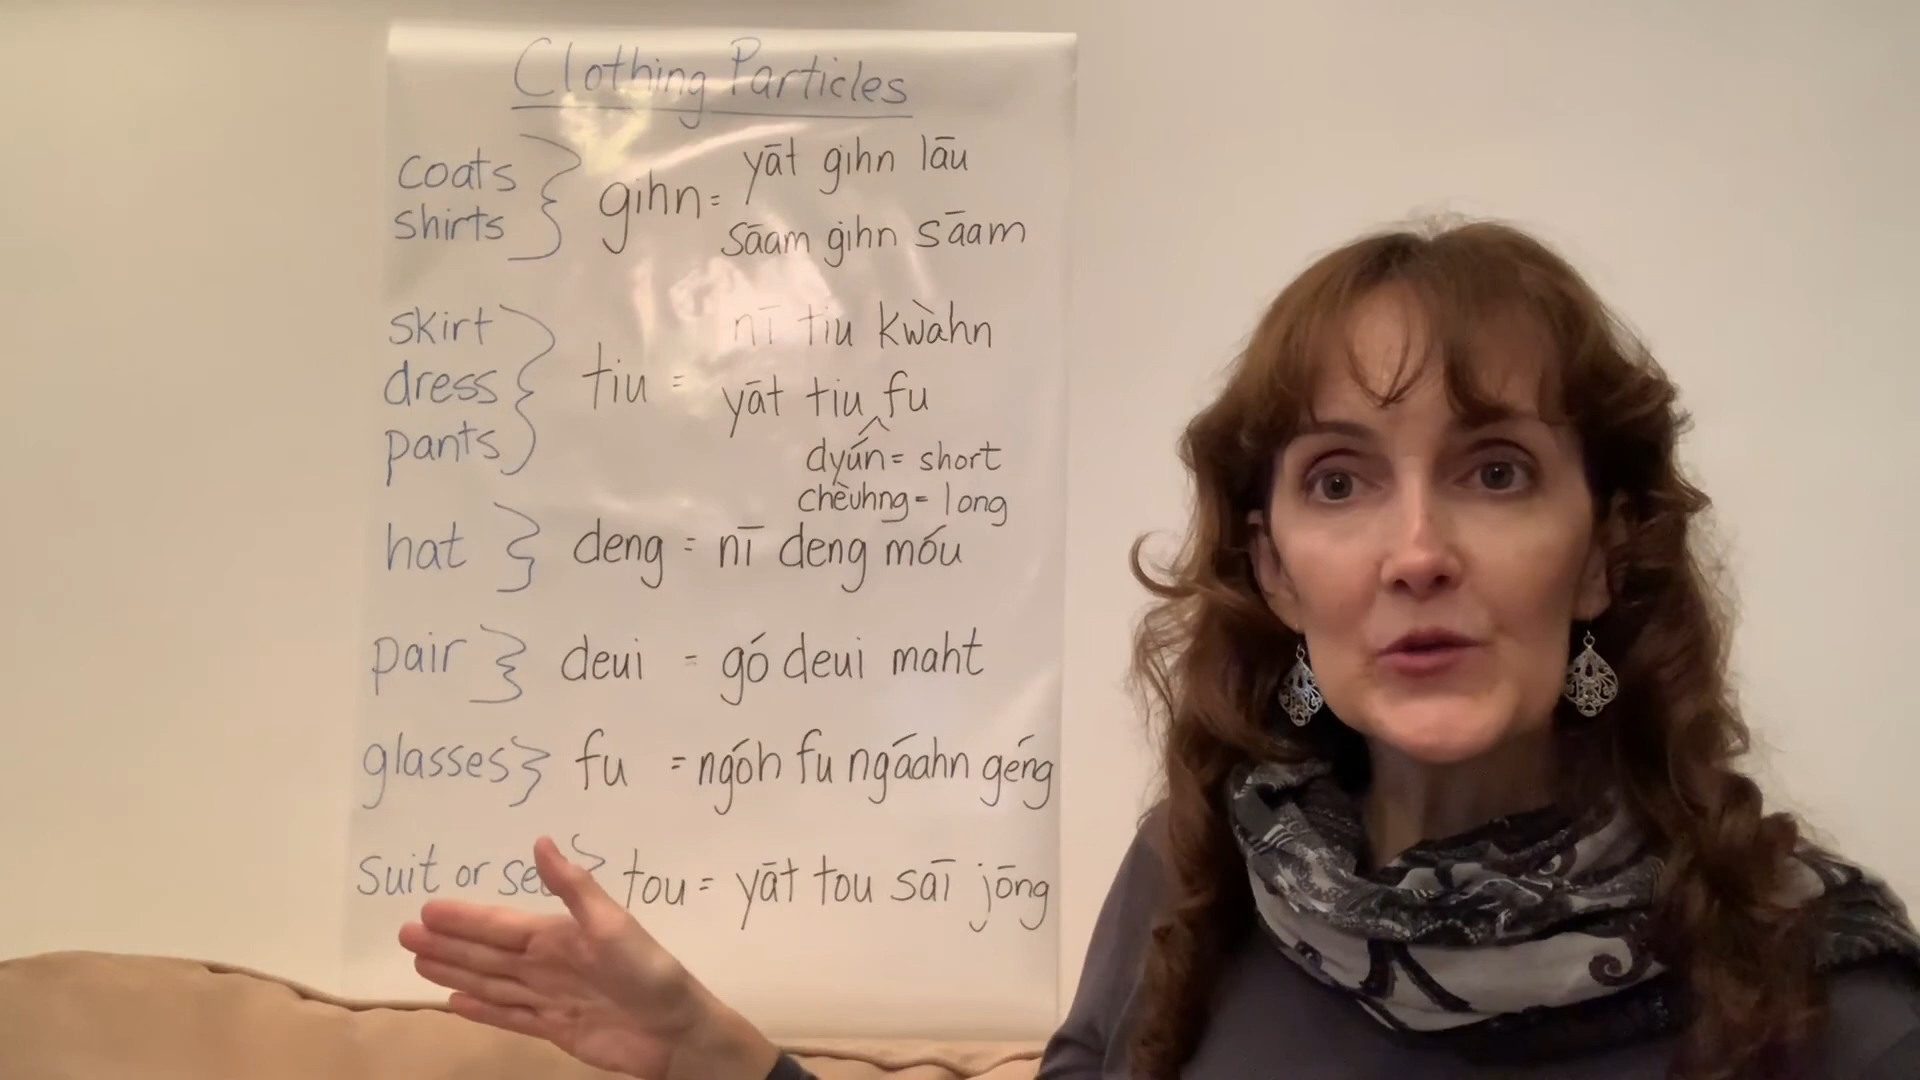 Clothing Particles
coats
shirts
gihn =
yāt gihn lāu
sāam gihn sāam
skirt
dress
pants
tiu =
nī tiu kwàhn
yāt tiu fu
dyún = short
chèuhng = long
hat
deng = nī deng móu
pair
deui = gó deui maht
glasses
fu = ngóh fu ngáahn géng
suit or
tou = yāt tou saī jōng